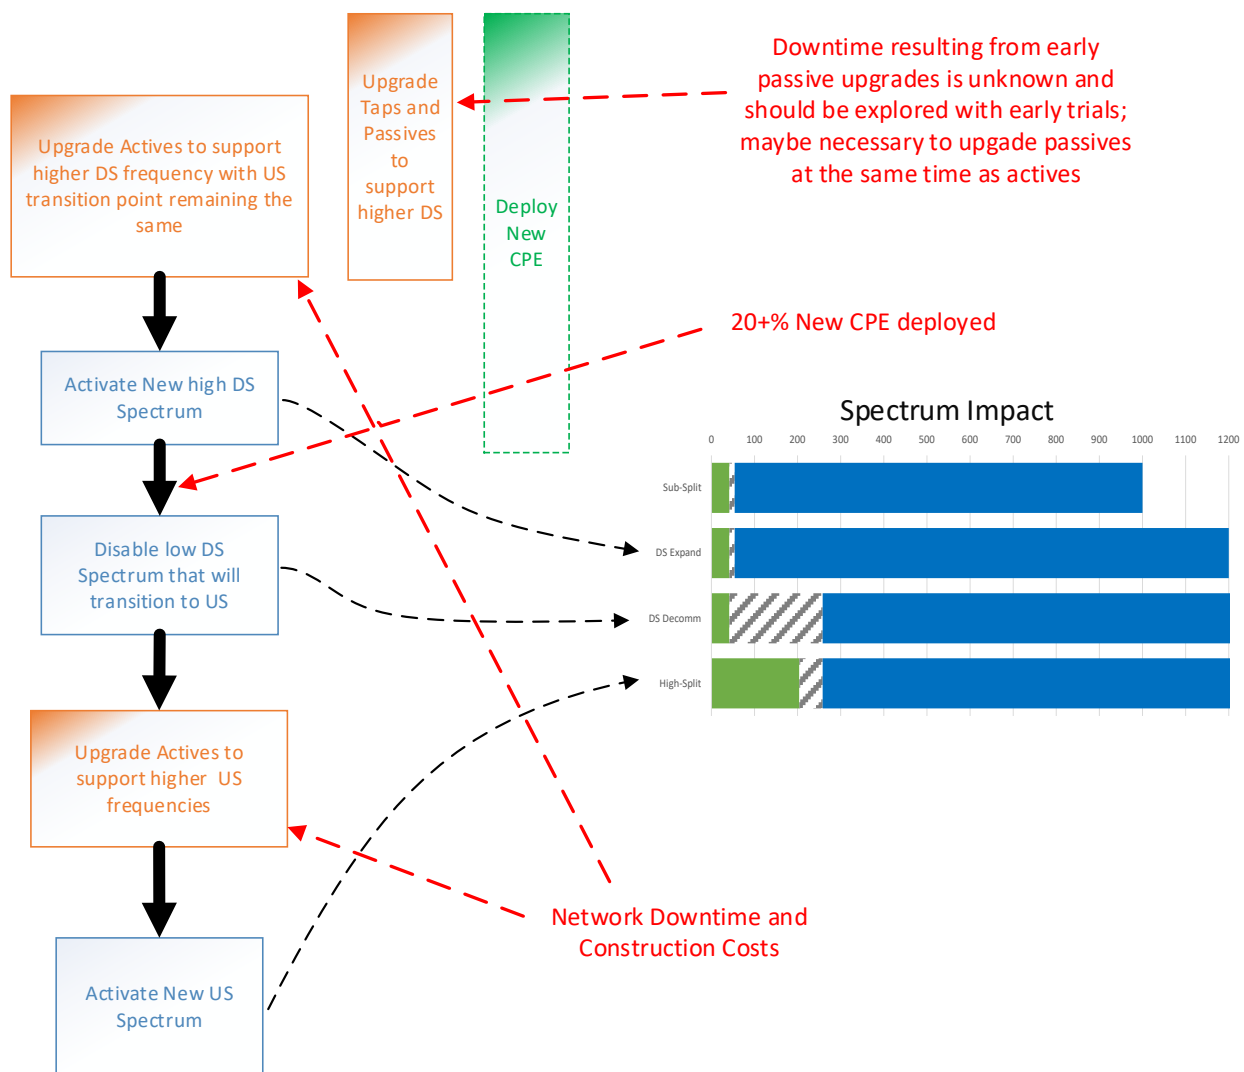 Upgrade Actives to support
higher DS frequency with US
transition point remaining the
same
Upgrade
Taps and
Passives
to
support
higher DS
Deploy
New
CPE
Downtime resulting from early
passive upgrades is unknown and
should be explored with early trials;
maybe necessary to upgade passives
at the same time as actives
20+% New CPE deployed
Activate New high DS
Spectrum
Disable low DS
Spectrum that will
transition to US
Upgrade Actives to
support higher US
frequencies
Activate New US
Spectrum
Network Downtime and
Construction Costs
Spectrum Impact
0 100 200 300 400 500 600 700 800 900 1000 1100 1200
Sub-Split
DS Expand
DS Decomm
High-Split